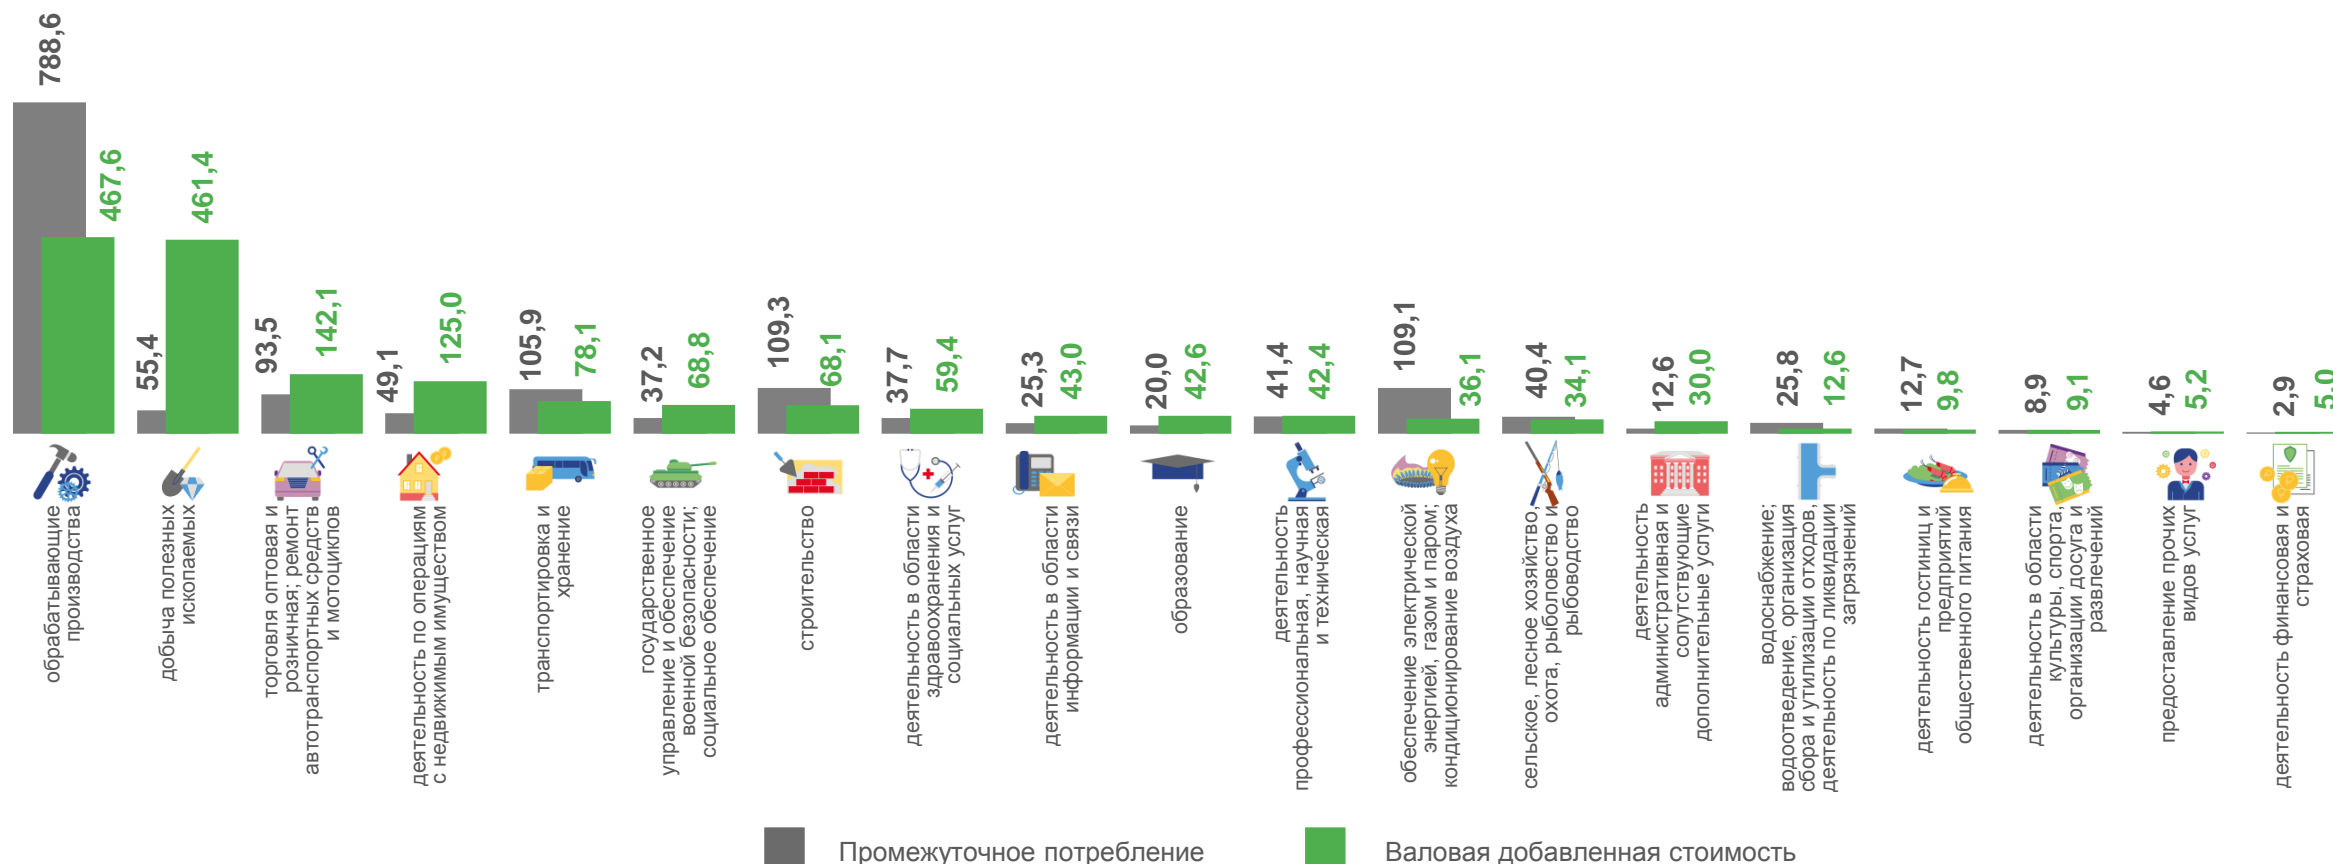 788,6
467,6
обрабатывающие
производства
55,4
461,4
добыча полезных
ископаемых
93,5
142,1
торговля оптовая и
розничная; ремонт
автотранспортных средств
и мотоциклов
49,1
125,0
деятельность по операциям
с недвижимым имуществом
105,9
78,1
транспортировка и
хранение
37,2
68,8
государственное
управление и обеспечение
военной безопасности;
социальное обеспечение
109,3
68,1
строительство
37,7
59,4
деятельность в области
здравоохранения и
социальных услуг
25,3
43,0
деятельность в области
информации и связи
20,0
42,6
образование
41,4
42,4
деятельность
профессиональная, научная
и техническая
109,1
36,1
обеспечение электрической
энергией, газом и паром;
кондиционирование воздуха
40,4
34,1
сельское, лесное хозяйство,
охота, рыболовство и
рыбоводство
12,6
30,0
деятельность
административная и
сопутствующие
дополнительные услуги
25,8
12,6
водоснабжение;
водоотведение, организация
сбора и утилизации отходов,
деятельность по ликвидации
загрязнений
12,7
9,8
деятельность гостиниц и
предприятий
общественного питания
8,9
9,1
деятельность в области
культуры, спорта,
организации досуга и
развлечений
4,6
5,2
предоставление прочих
видов услуг
2,9
5,0
деятельность финансовая и
страховая
Промежуточное потребление
Валовая добавленная стоимость